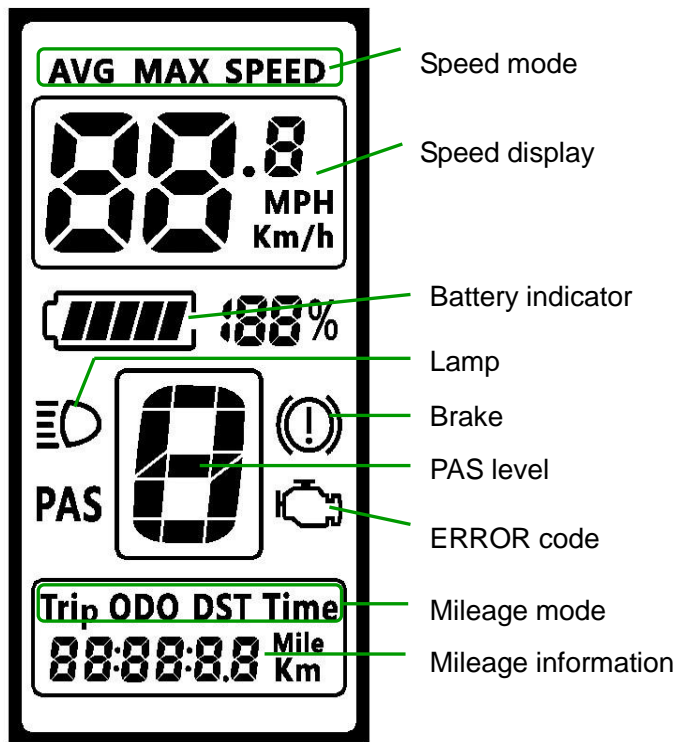 AVG MAX SPEED
Speed mode
88.8
MPH
Km/h
Speed display
188%
Battery indicator
Lamp
Brake
8
PAS level
PAS
ERROR code
Trip ODO DST Time
Mileage mode
88:88:8.8 Mile
Km
Mileage information